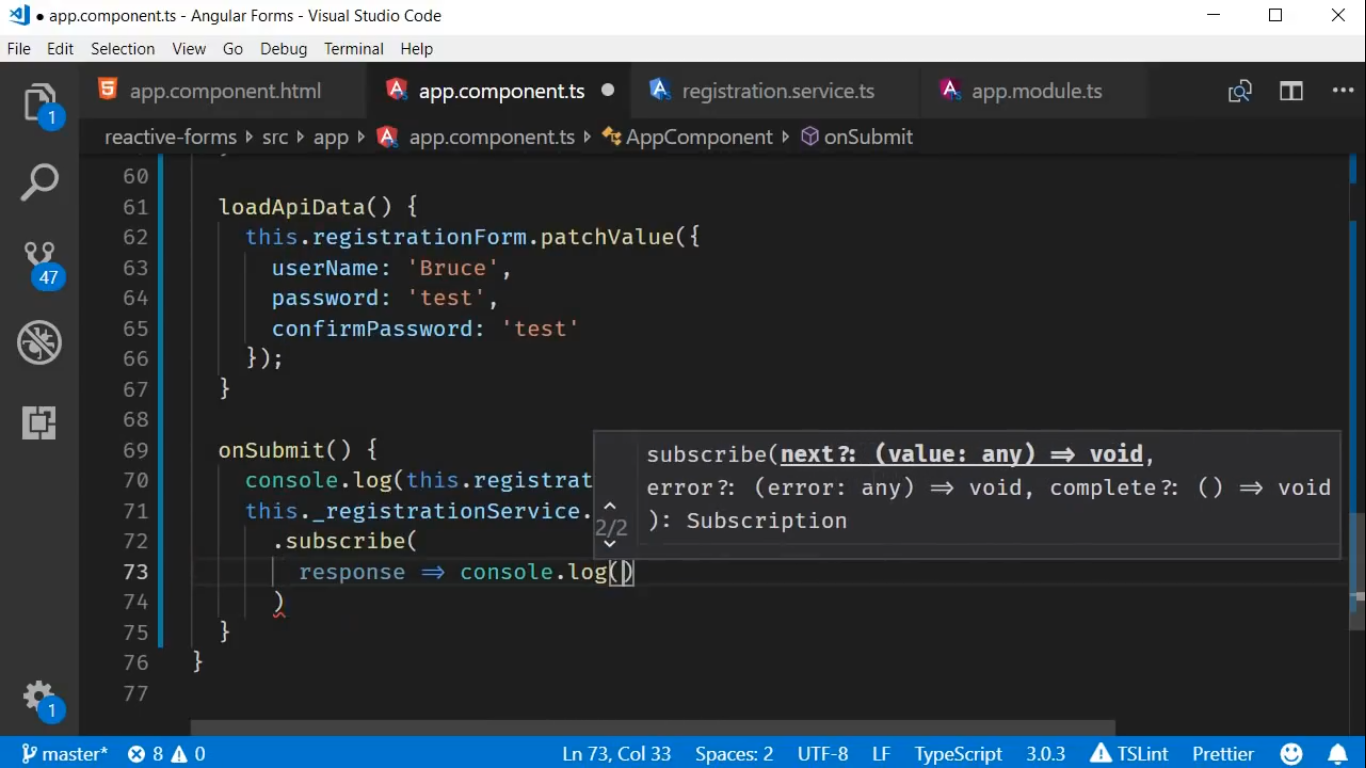 ● app.component.ts - Angular Forms - Visual Studio Code
File Edit Selection View Go Debug Terminal Help
app.component.html app.component.ts ● registration.service.ts app.module.ts
reactive-forms src app app.component.ts AppComponent onSubmit
60
61 loadApiData() {
62 this.registrationForm.patchValue({
63 userName: 'Bruce',
64 password: 'test',
65 confirmPassword: 'test'
66 });
67 }
68
69 onSubmit() {
70 console.log(this.registrat
71 this._registrationService.
72 .subscribe(
73 response => console.log()
74 )
75 }
76 }
77
subscribe(next?: (value: any) => void,
error?: (error: any) => void, complete?: () => void
2/2
): Subscription
1
47
1
master* 8 0 Ln 73, Col 33 Spaces: 2 UTF-8 LF TypeScript 3.0.3 TSLint Prettier